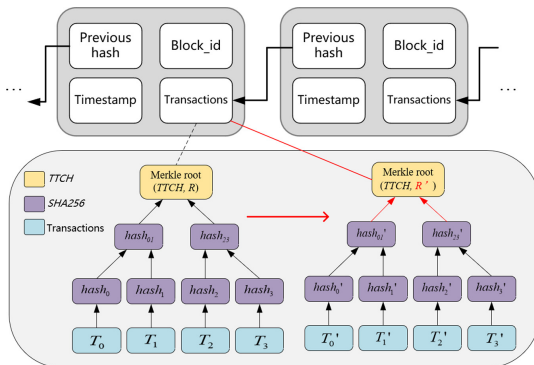 Previous hash
Block_id
Previous hash
Block_id
...
...
Timestamp
Transactions
Timestamp
Transactions
TTCH
SHA256
Transactions
Merkle root
(TTCH, R)
Merkle root
(TTCH, R')
hash₀₁
hash₂₃
hash₀₁'
hash₂₃'
hash₀
hash₁
hash₂
hash₃
hash₀'
hash₁'
hash₂'
hash₃'
T₀
T₁
T₂
T₃
T₀'
T₁'
T₂'
T₃'